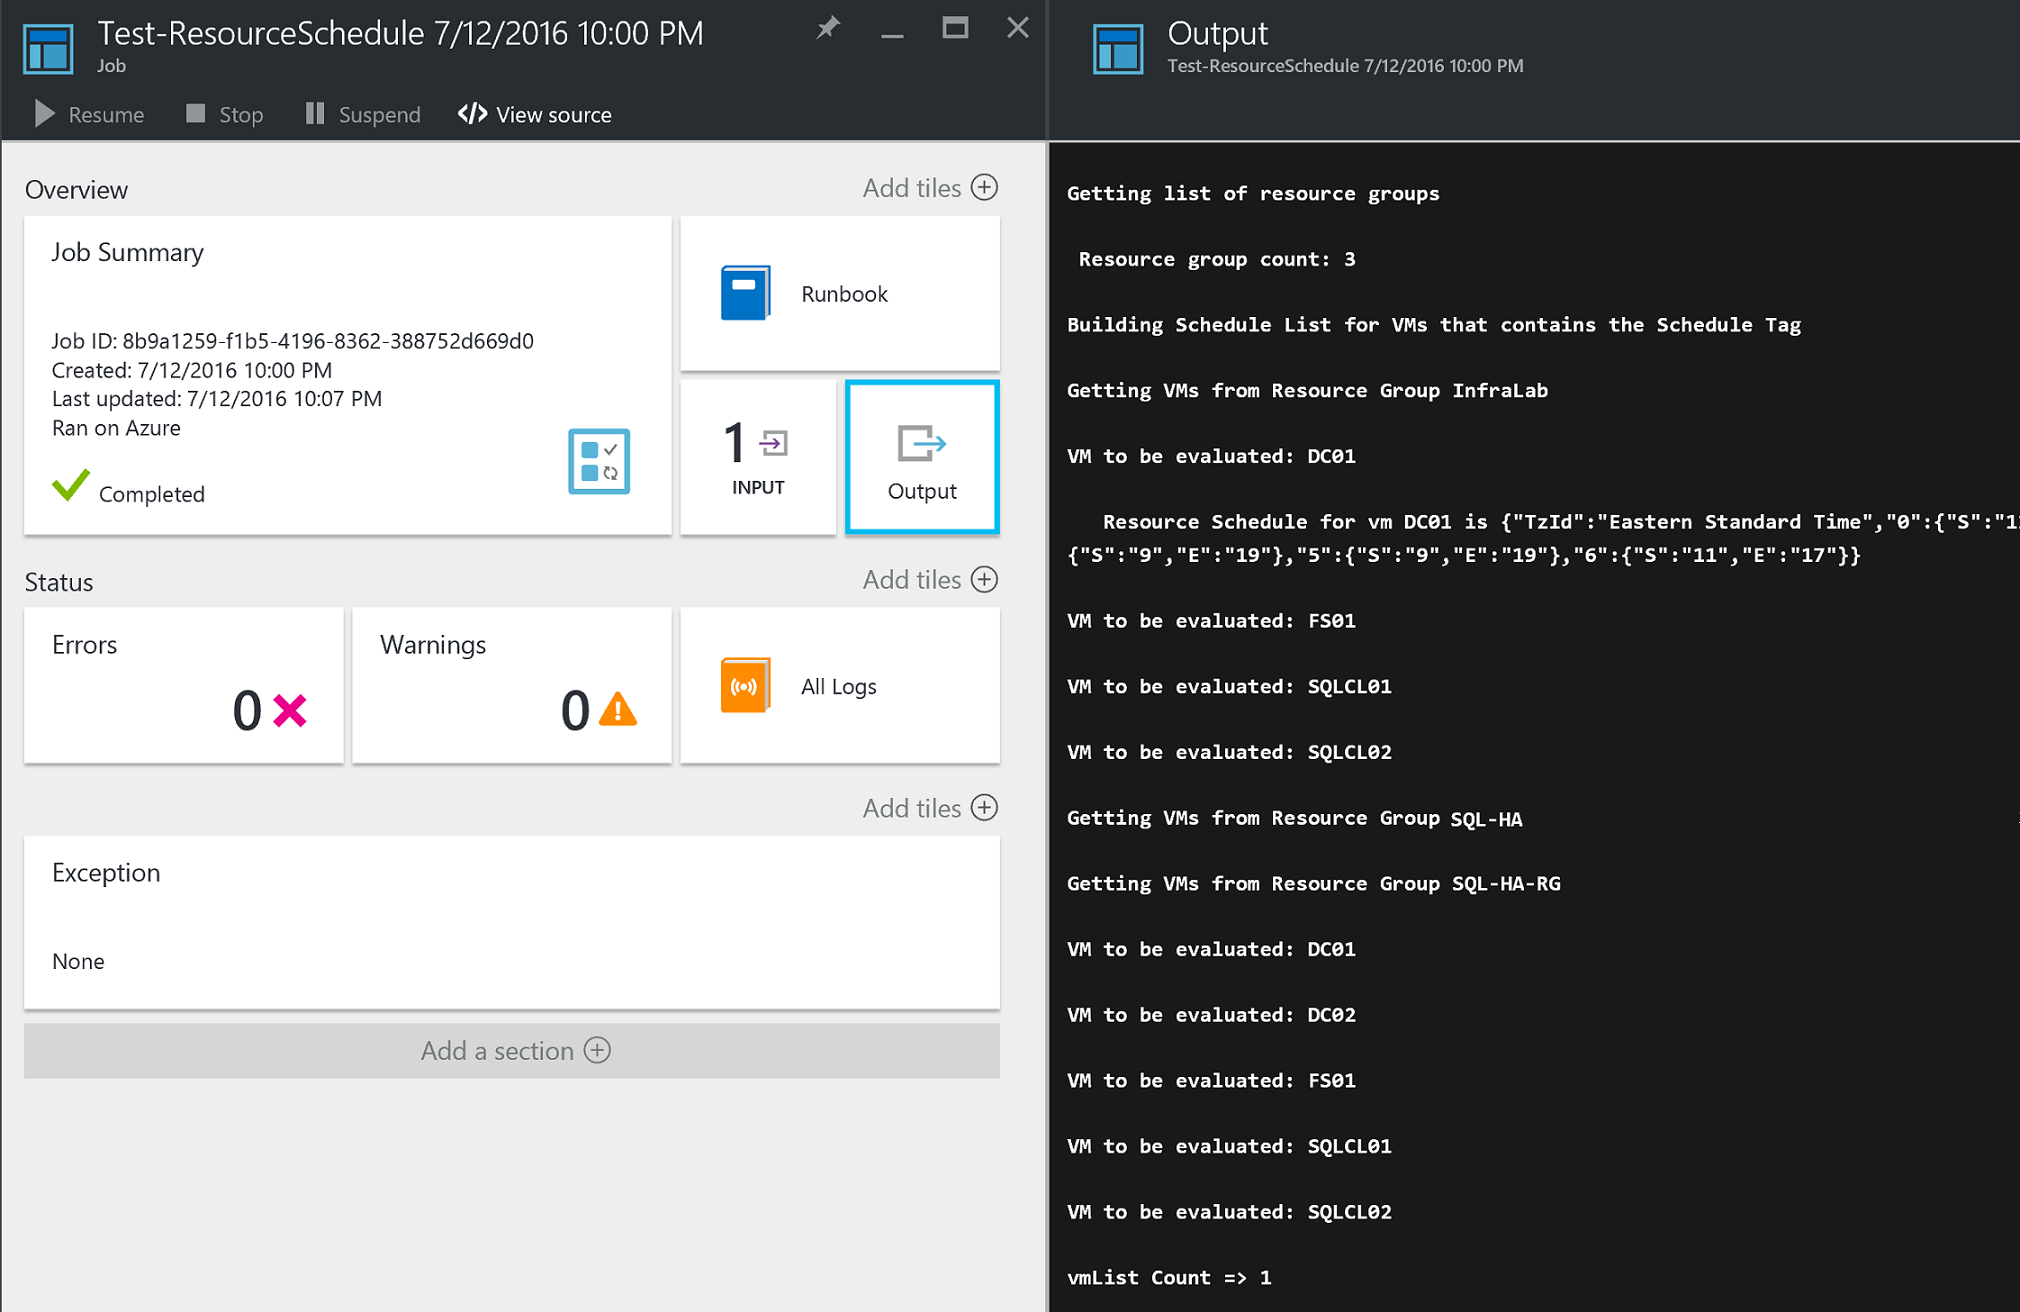 Test-ResourceSchedule 7/12/2016 10:00 PM
Job
Resume
Stop
Suspend
</> View source
Overview
Add tiles
Job Summary
Job ID: 8b9a1259-f1b5-4196-8362-388752d669d0
Created: 7/12/2016 10:00 PM
Last updated: 7/12/2016 10:07 PM
Ran on Azure
Completed
Runbook
1
INPUT
Output
Status
Add tiles
Errors
0
Warnings
0
All Logs
Add tiles
Exception
None
Add a section
Output
Test-ResourceSchedule 7/12/2016 10:00 PM
Getting list of resource groups
Resource group count: 3
Building Schedule List for VMs that contains the Schedule Tag
Getting VMs from Resource Group InfraLab
VM to be evaluated: DC01
Resource Schedule for vm DC01 is {"TzId":"Eastern Standard Time","0":{"S":"1
{"S":"9","E":"19"},"5":{"S":"9","E":"19"},"6":{"S":"11","E":"17"}}
VM to be evaluated: FS01
VM to be evaluated: SQLCL01
VM to be evaluated: SQLCL02
Getting VMs from Resource Group SQL-HA
Getting VMs from Resource Group SQL-HA-RG
VM to be evaluated: DC01
VM to be evaluated: DC02
VM to be evaluated: FS01
VM to be evaluated: SQLCL01
VM to be evaluated: SQLCL02
vmList Count => 1